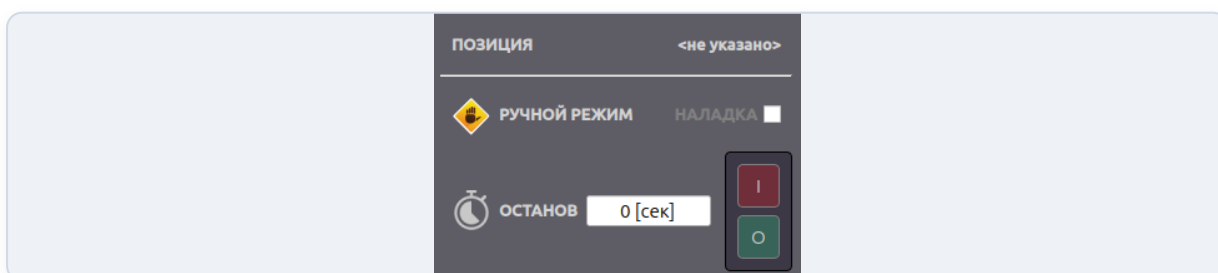 ПОЗИЦИЯ <не указано>
РУЧНОЙ РЕЖИМ НАЛАДКА
ОСТАНОВ 0 [сек]
I
O